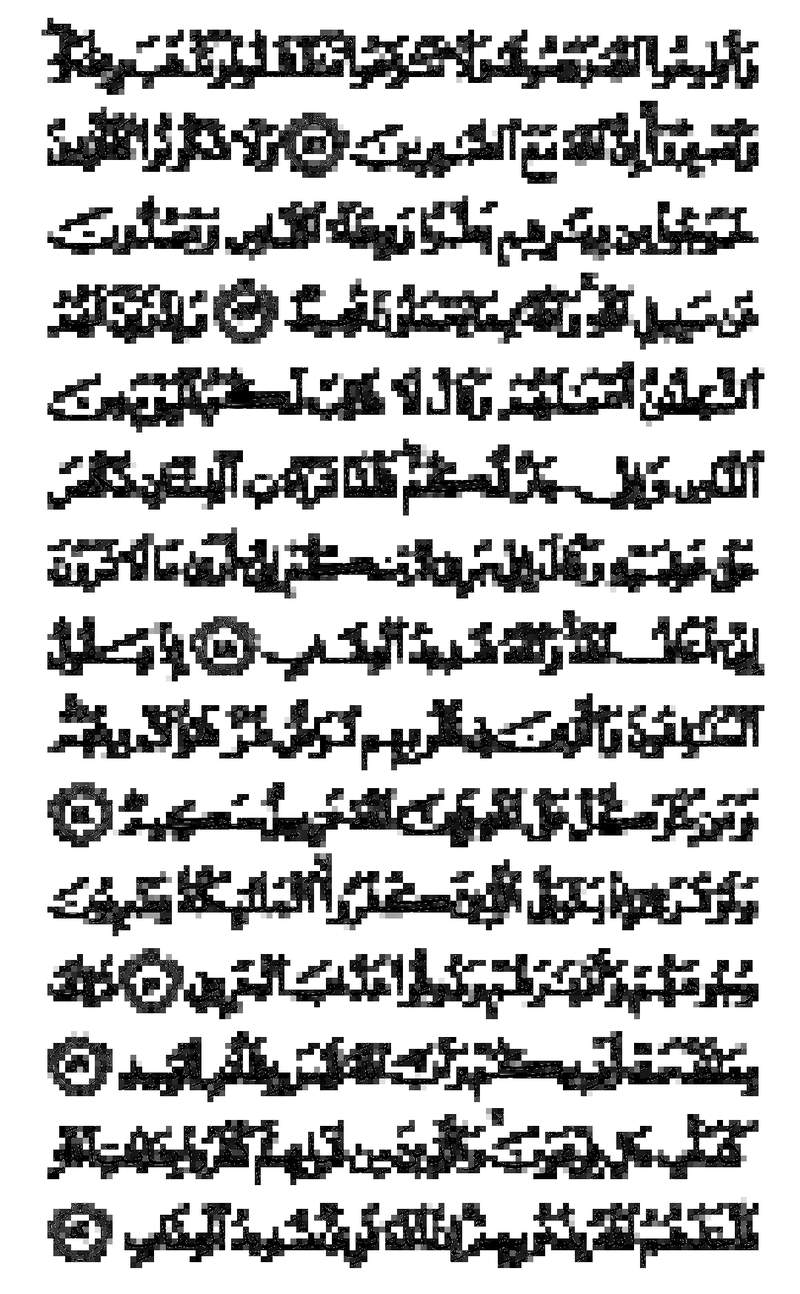 وأطيعوا الله ورسوله ولا تنازعوا فتفشلوا وتذهب ريحكم
واصبروا إن الله مع الصابرين ٤٦ ولا تكونوا كالذين
خرجوا من ديارهم بطرا ورئاء الناس ويصدون
عن سبيل الله والله بما يعملون محيط ٤٧ وإذ زين لهم
الشيطان أعمالهم وقال لا غالب لكم اليوم من
الناس وإني جار لكم فلما تراءت الفئتان نكص
على عقبيه وقال إني بريء منكم إني أرى ما لا ترون
إني أخاف الله والله شديد العقاب ٤٨ إذ يقول
المنافقون والذين في قلوبهم مرض غر هؤلاء دينهم
ومن يتوكل على الله فإن الله عزيز حكيم ٤٩
ولو ترى إذ يتوفى الذين كفروا الملائكة يضربون
وجوههم وأدبارهم وذوقوا عذاب الحريق ٥٠ ذلك
بما قدمت أيديكم وأن الله ليس بظلام للعبيد ٥١
كدأب آل فرعون والذين من قبلهم كفروا بآيات الله
فأخذهم الله بذنوبهم إن الله قوي شديد العقاب ٥٢